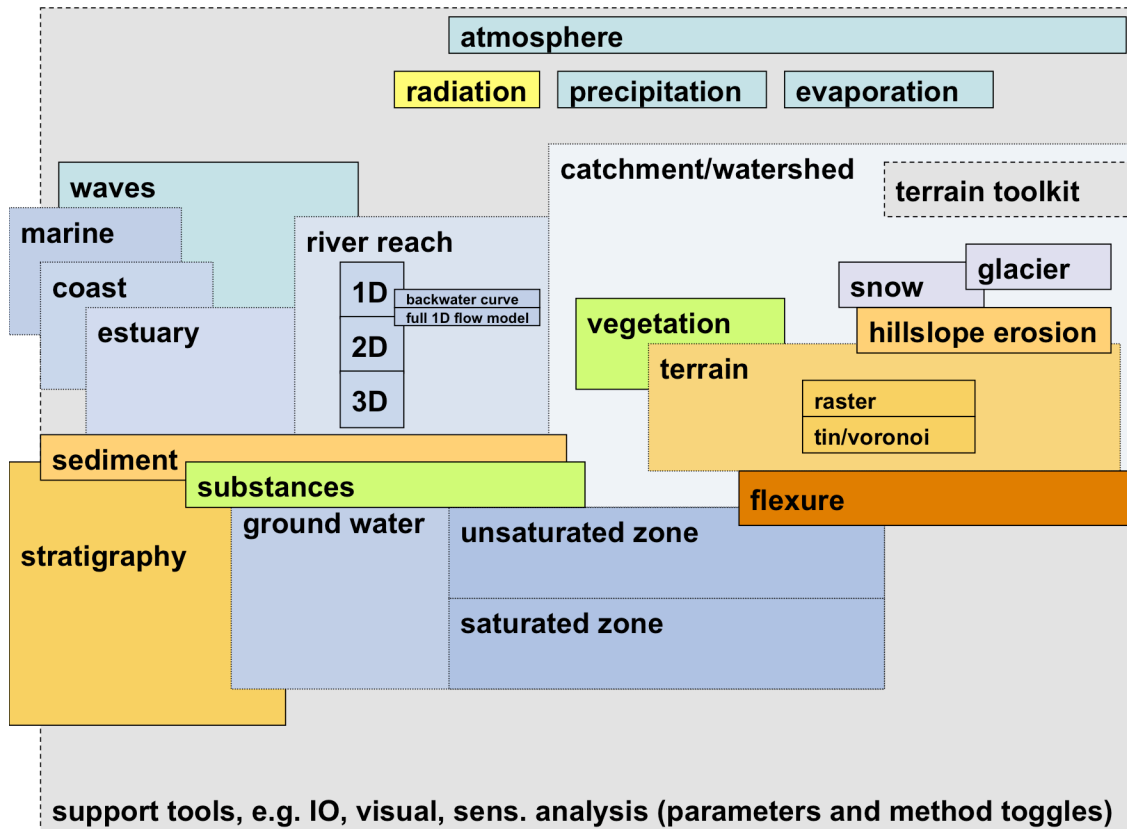 atmosphere
radiation
precipitation
evaporation
catchment/watershed
waves
terrain toolkit
marine
river reach
glacier
coast
1D
snow
backwater curve
full 1D flow model
estuary
vegetation
hillslope erosion
2D
terrain
3D
raster
tin/voronoi
sediment
substances
flexure
ground water
unsaturated zone
stratigraphy
saturated zone
support tools, e.g. IO, visual, sens. analysis (parameters and method toggles)